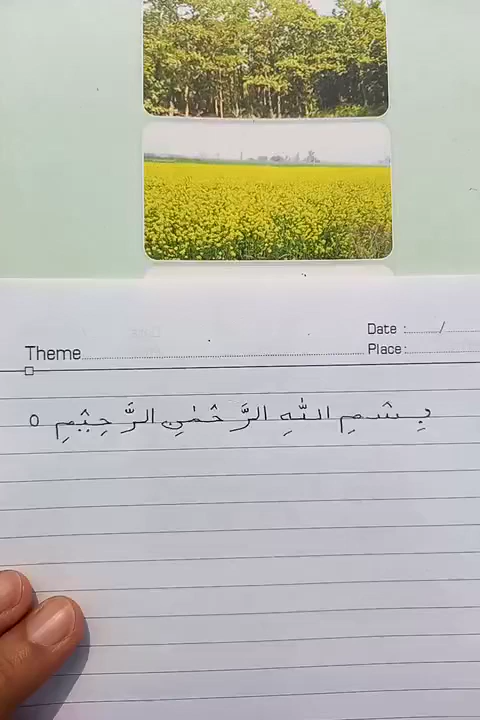 Date :....../
Theme
Place:
بِسْمِ اللّٰهِ الرَّحْمٰنِ الرَّحِيْمِ ٥